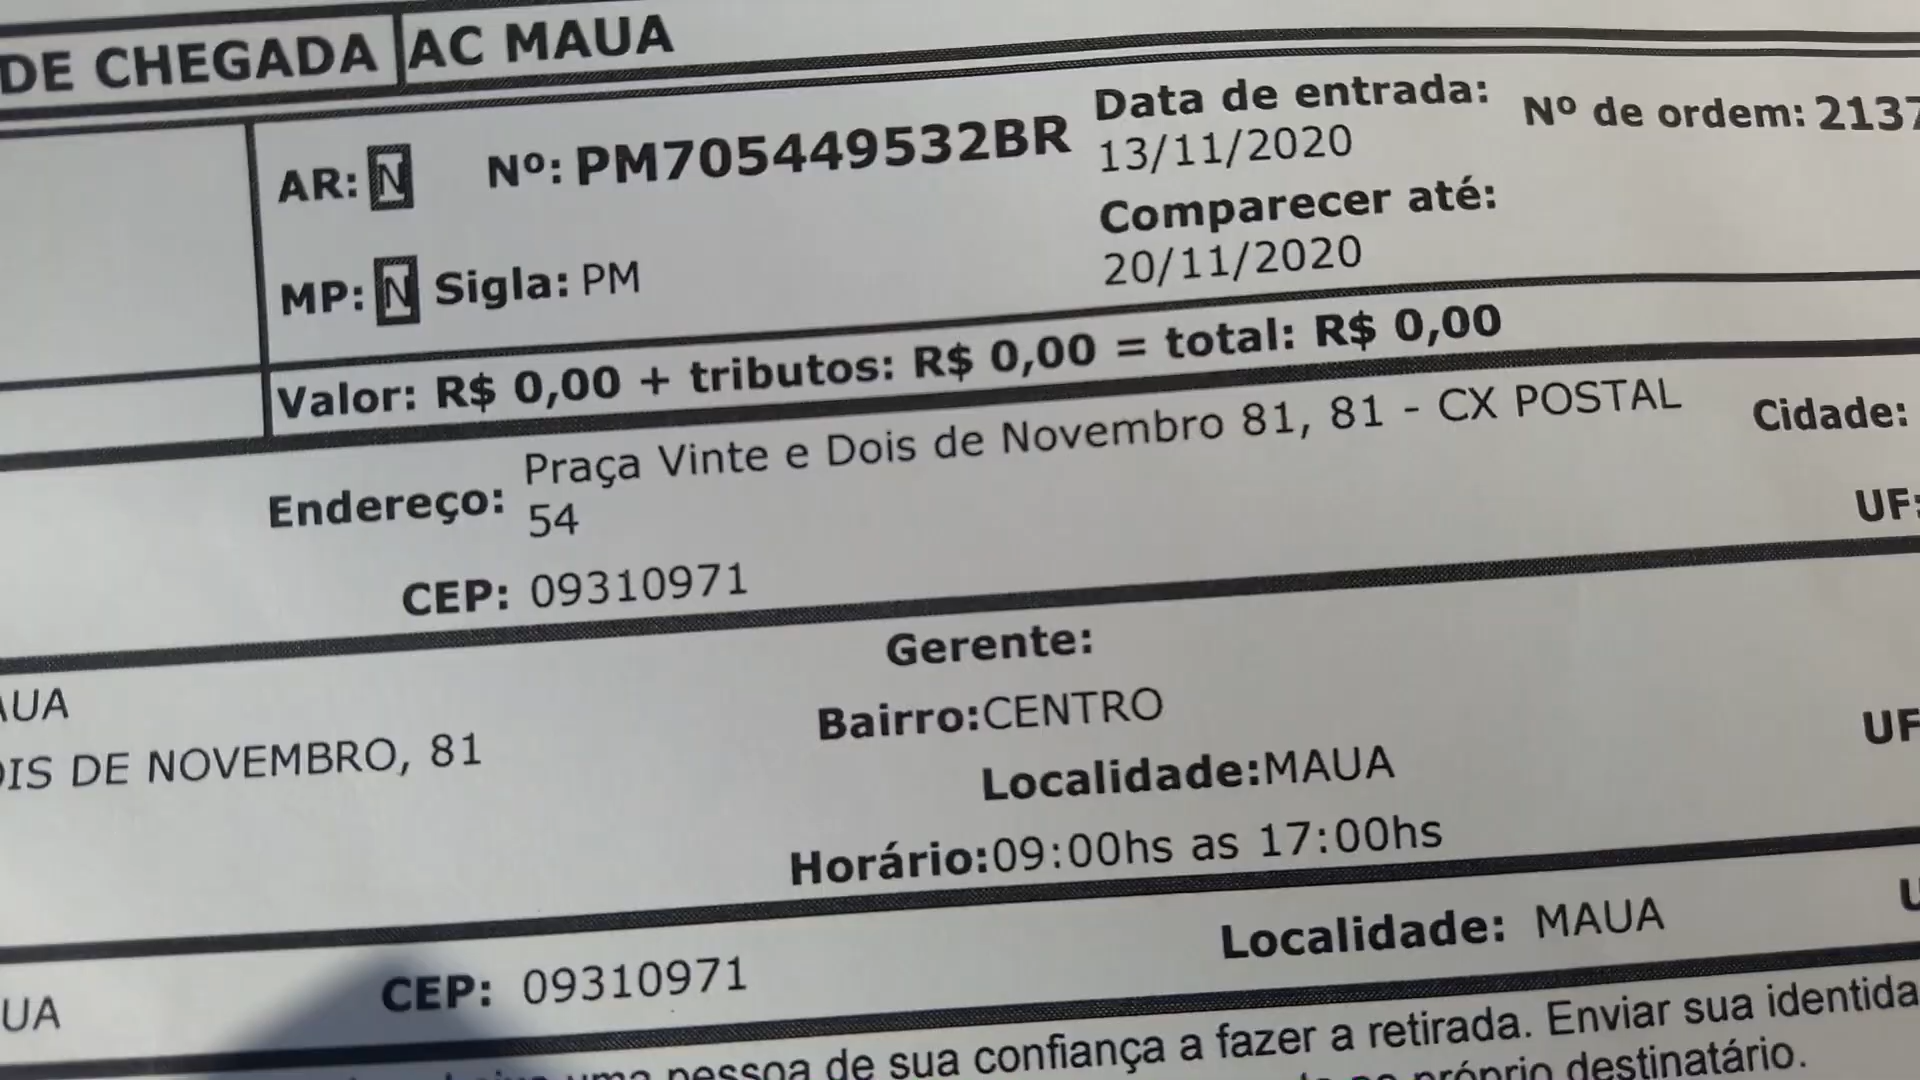 DE CHEGADA AC MAUA
AR: N Nº: PM705449532BR Data de entrada: Nº de ordem: 2137
13/11/2020
Comparecer até:
MP: N Sigla: PM 20/11/2020
Valor: R$ 0,00 + tributos: R$ 0,00 = total: R$ 0,00
Endereço: Praça Vinte e Dois de Novembro 81, 81 - CX POSTAL Cidade:
54 UF:
CEP: 09310971
Gerente:
AUA Bairro:CENTRO
OIS DE NOVEMBRO, 81 Localidade:MAUA UF
Horário:09:00hs as 17:00hs
UA CEP: 09310971 Localidade: MAUA U
uma pessoa de sua confiança a fazer a retirada. Enviar sua identida
próprio destinatário.